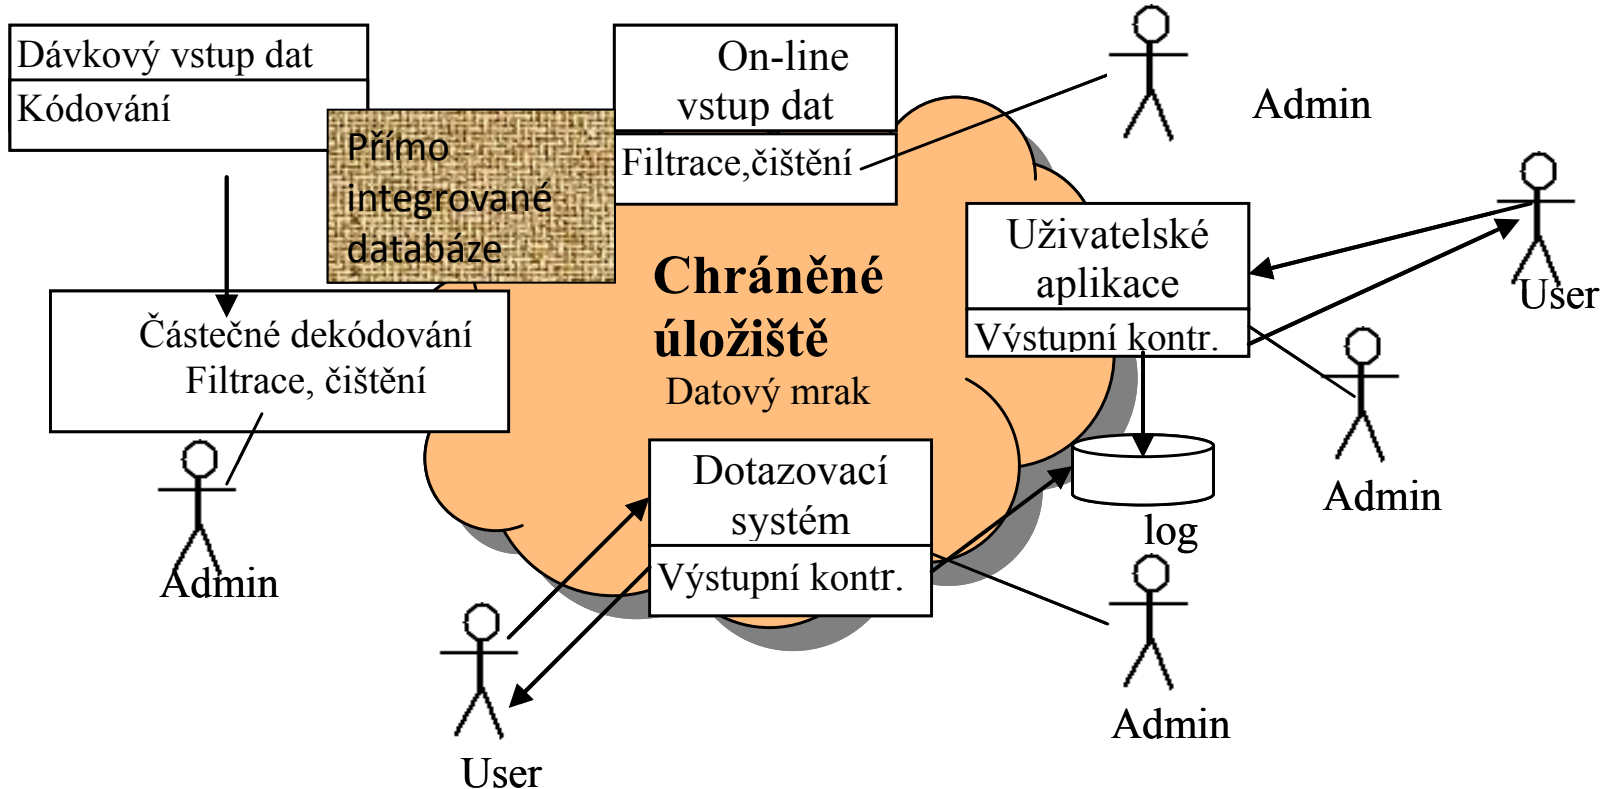 Dávkový vstup dat
Kódování
Přímo
integrované
databáze
On-line
vstup dat
Filtrace,čištění
Admin
Uživatelské
aplikace
Výstupní kontr.
User
Částečné dekódování
Filtrace, čištění
Admin
Chráněné
úložiště
Datový mrak
Admin
log
Dotazovací
systém
Výstupní kontr.
Admin
User